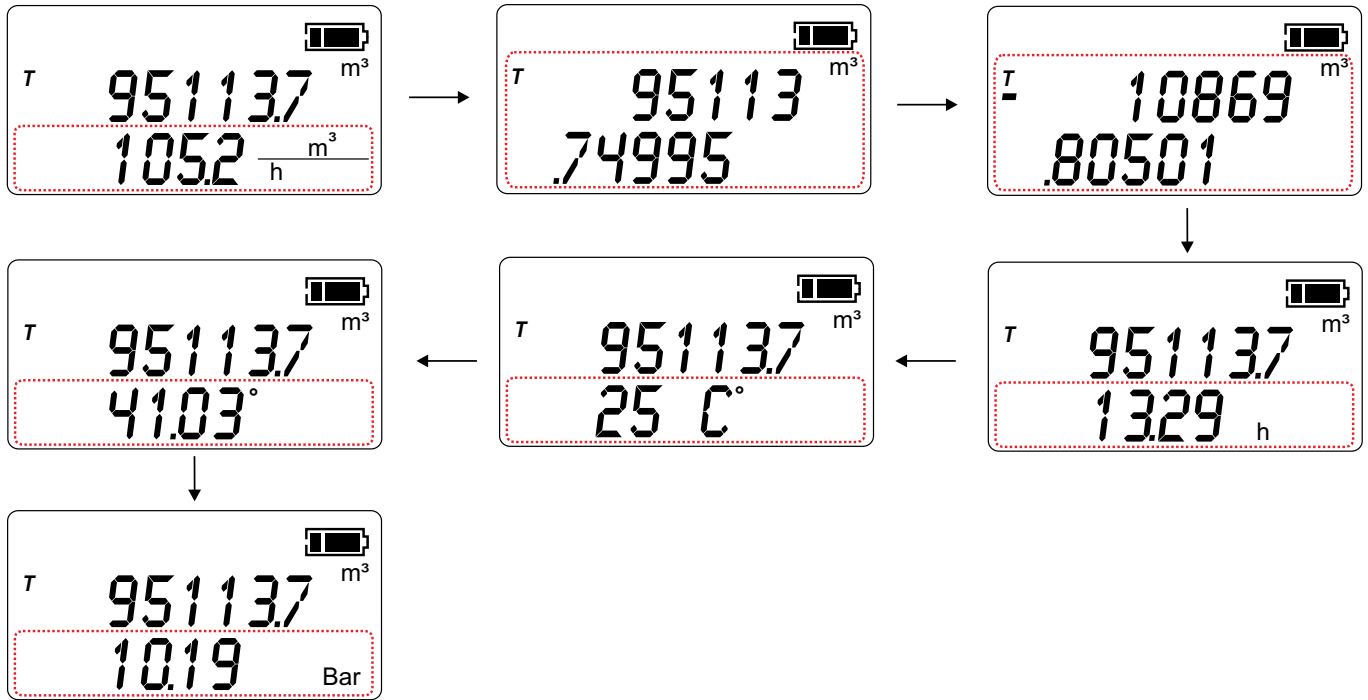 T 95113.7 m³
105.2 m³/h
T 95113 m³
.74995
T- 10869 m³
.80501
T 95113.7 m³
13.29 h
T 95113.7 m³
25 C°
T 95113.7 m³
41.03°
T 95113.7 m³
10.19 Bar